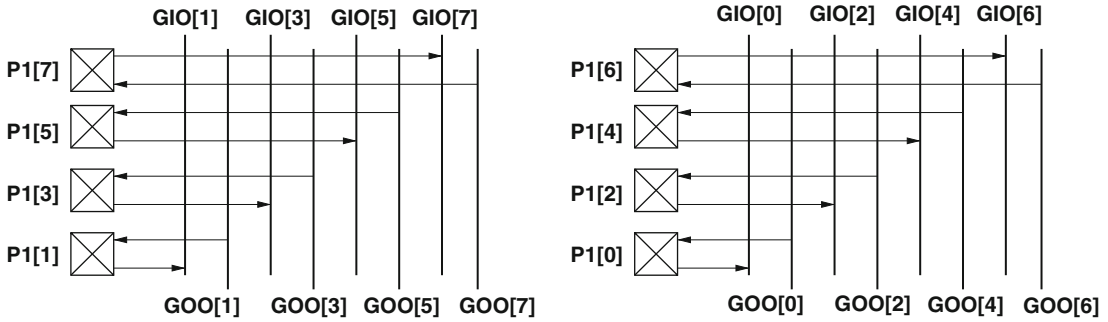 GIO[1] GIO[3] GIO[5] GIO[7] GIO[0] GIO[2] GIO[4] GIO[6]
P1[7] P1[6]
P1[5] P1[4]
P1[3] P1[2]
P1[1] P1[0]
GOO[1] GOO[3] GOO[5] GOO[7] GOO[0] GOO[2] GOO[4] GOO[6]